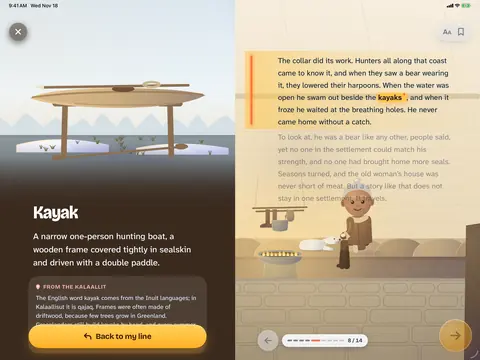 9:41 AM Wed Nov 18
Kayak
A narrow one-person hunting boat, a
wooden frame covered tightly in sealskin
and driven with a double paddle.
FROM THE KALAALLIT
The English word kayak comes from the Inuit languages; in
Kalaallisut it is qajaq. Frames were often made of
driftwood, because few trees grow in Greenland.
Back to my line
AA
The collar did its work. Hunters all along that coast
came to know it, and when they saw a bear wearing
it, they lowered their harpoons. When the water was
open he swam out beside the kayaks, and when it
froze he waited at the breathing holes. He never
came home without a catch.
To look at, he was a bear like any other, people said,
yet no one in the settlement could match his
strength, and no one had brought home more seals.
Seasons turned, and the old woman's house was
never short of meat. But a story like that does not
stay in one settlement. It travels.
8 / 14